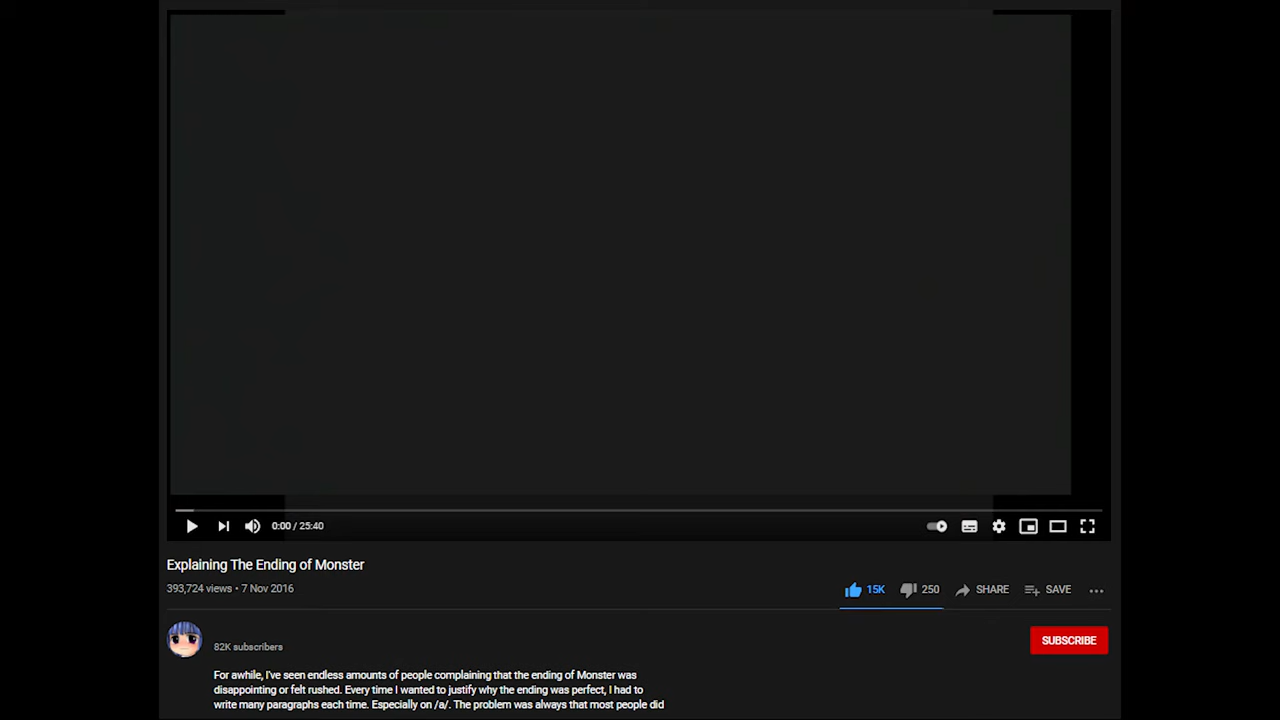 0:00 / 25:40
Explaining The Ending of Monster
393,724 views • 7 Nov 2016
15K
250
SHARE
SAVE
82K subscribers
SUBSCRIBE
For awhile, I've seen endless amounts of people complaining that the ending of Monster was
disappointing or felt rushed. Every time I wanted to justify why the ending was perfect, I had to
write many paragraphs each time. Especially on /a/. The problem was always that most people did